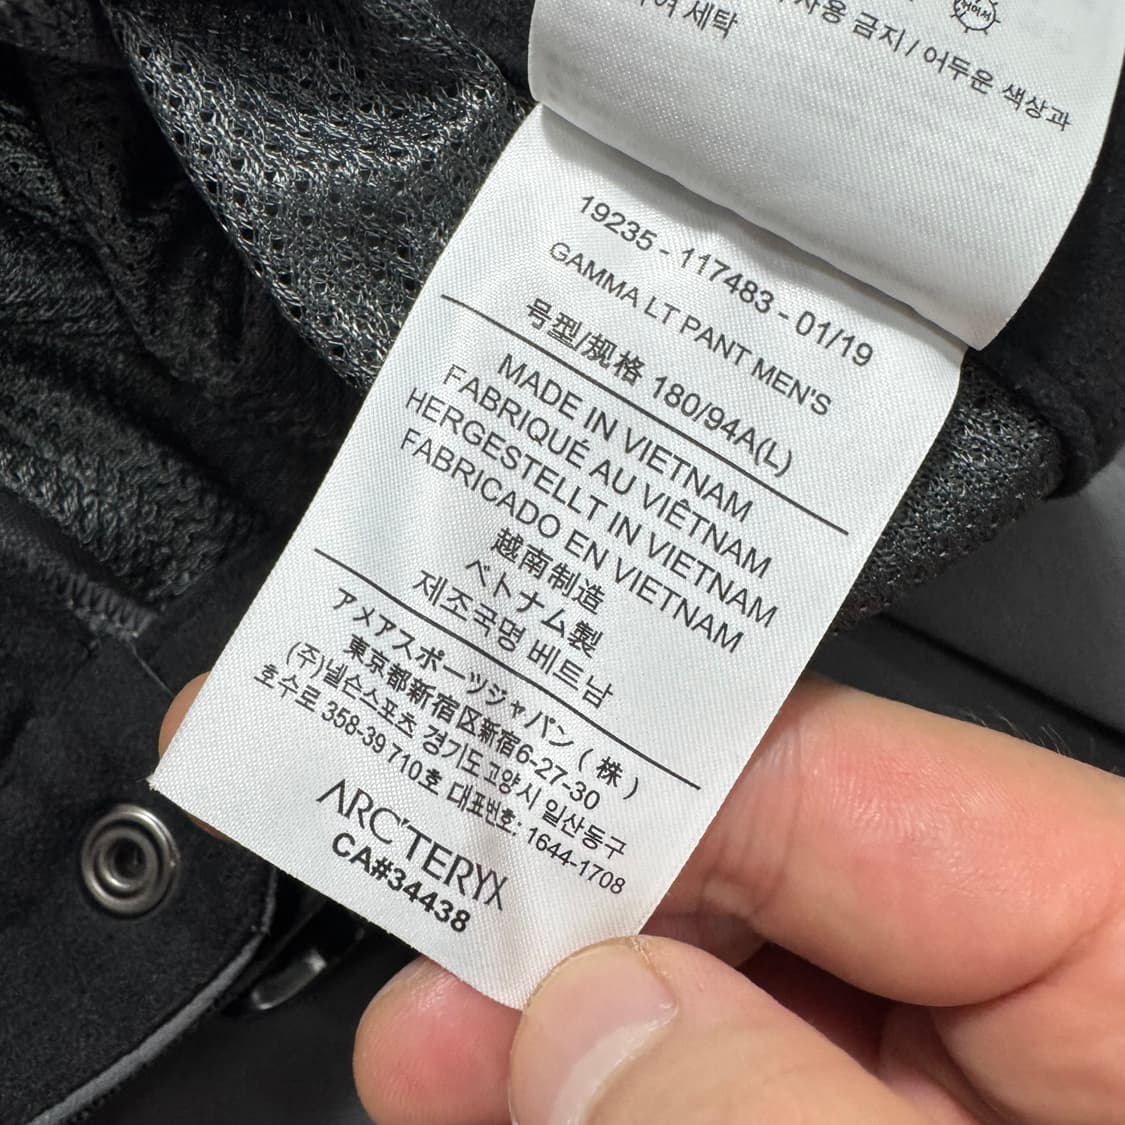 사용 금지 / 어두운 색상과
세탁
19235 - 117483 - 01/19
GAMMA LT PANT MEN'S
号型/规格 180/94A(L)
MADE IN VIETNAM
FABRIQUÉ AU VIÊTNAM
HERGESTELLT IN VIETNAM
FABRICADO EN VIETNAM
越南制造
ベトナム製
제조국명 베트남
アメアスポーツジャパン ( 株 )
東京都新宿区新宿6-27-30
(주)넬슨스포츠 경기도 고양시 일산동구
호수로 358-39 710호 대표번호: 1644-1708
ARC'TERYX
CA#34438